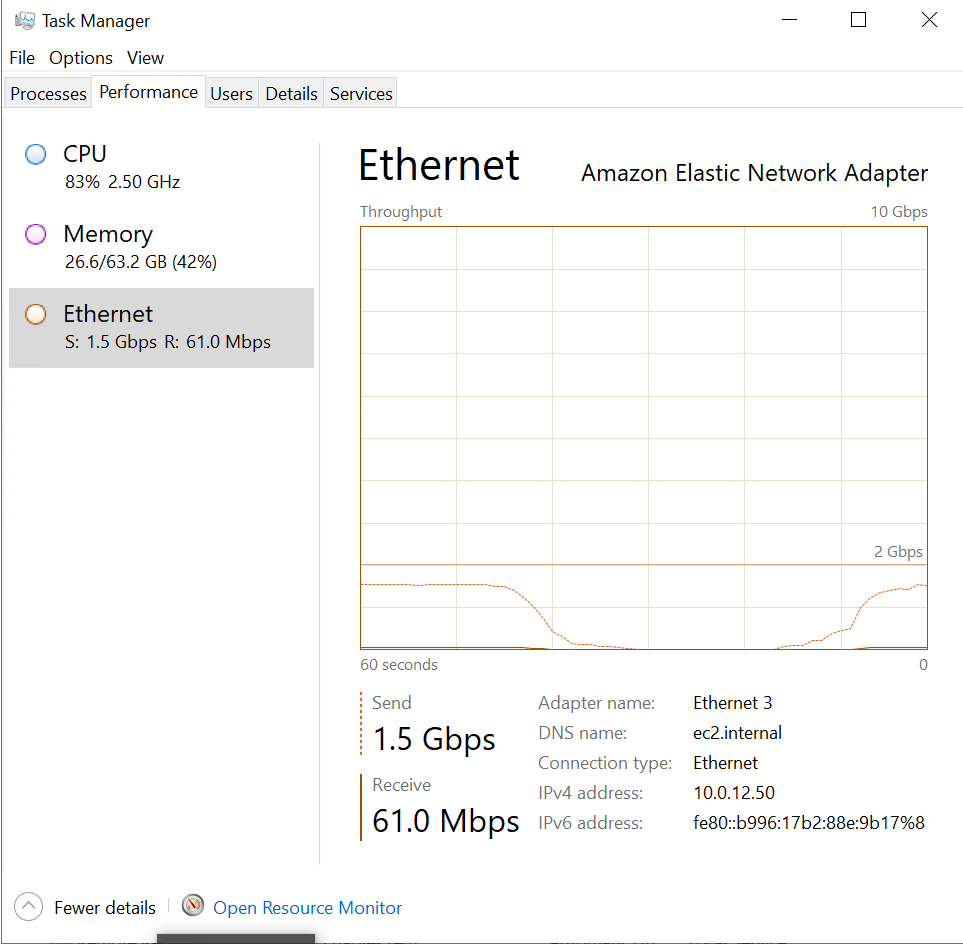 Task Manager
File Options View
Processes Performance Users Details Services
CPU
83% 2.50 GHz
Memory
26.6/63.2 GB (42%)
Ethernet
S: 1.5 Gbps R: 61.0 Mbps
Ethernet Amazon Elastic Network Adapter
Throughput 10 Gbps
2 Gbps
60 seconds 0
Send
1.5 Gbps
Receive
61.0 Mbps
Adapter name: Ethernet 3
DNS name: ec2.internal
Connection type: Ethernet
IPv4 address: 10.0.12.50
IPv6 address: fe80::b996:17b2:88e:9b17%8
Fewer details Open Resource Monitor